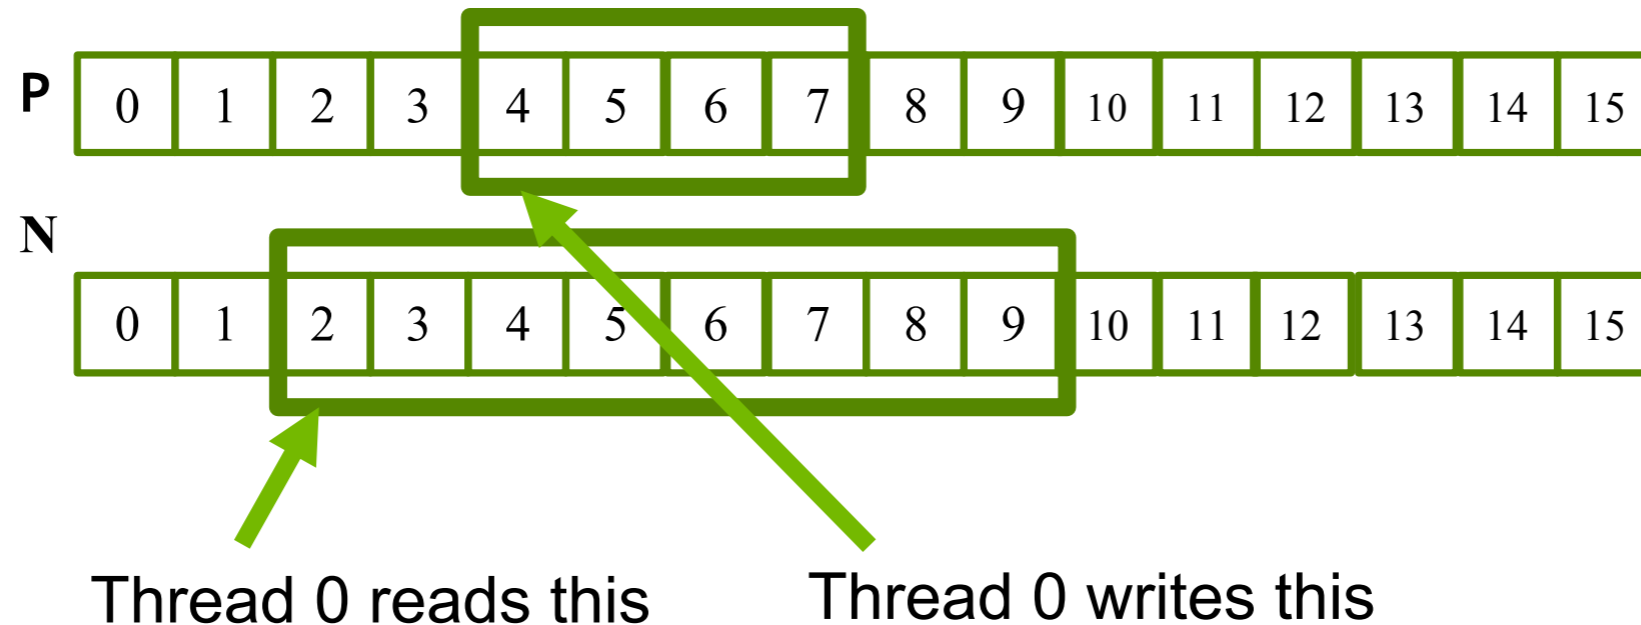 P 0 1 2 3 4 5 6 7 8 9 10 11 12 13 14 15
N
0 1 2 3 4 5 6 7 8 9 10 11 12 13 14 15
Thread 0 reads this Thread 0 writes this